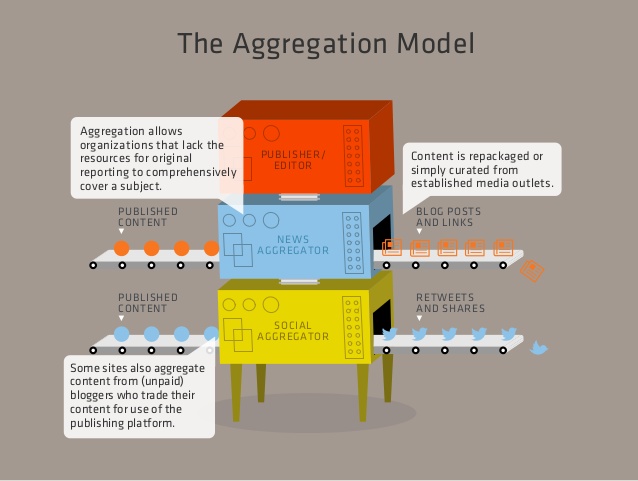 The Aggregation Model
Aggregation allows
organizations that lack the
resources for original
reporting to comprehensively
cover a subject.
PUBLISHER/
EDITOR
Content is repackaged or
simply curated from
established media outlets.
PUBLISHED
CONTENT
NEWS
AGGREGATOR
BLOG POSTS
AND LINKS
PUBLISHED
CONTENT
SOCIAL
AGGREGATOR
RETWEETS
AND SHARES
Some sites also aggregate
content from (unpaid)
bloggers who trade their
content for use of the
publishing platform.